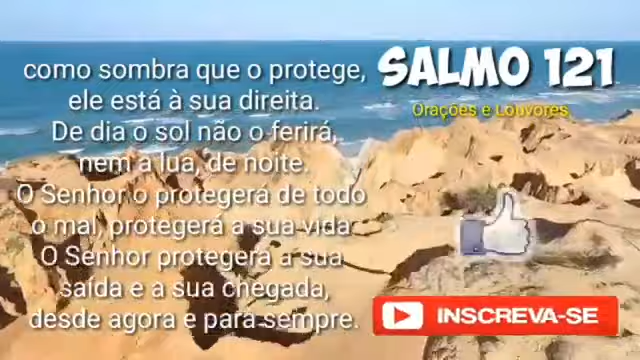 como sombra que o protege,
ele está à sua direita.
De dia o sol não o ferirá,
nem a lua, de noite.
O Senhor o protegerá de todo
o mal, protegerá a sua vida
O Senhor protegerá a sua
saída e a sua chegada,
desde agora e para sempre.
SALMO 121
Orações e Louvores
INSCREVA-SE